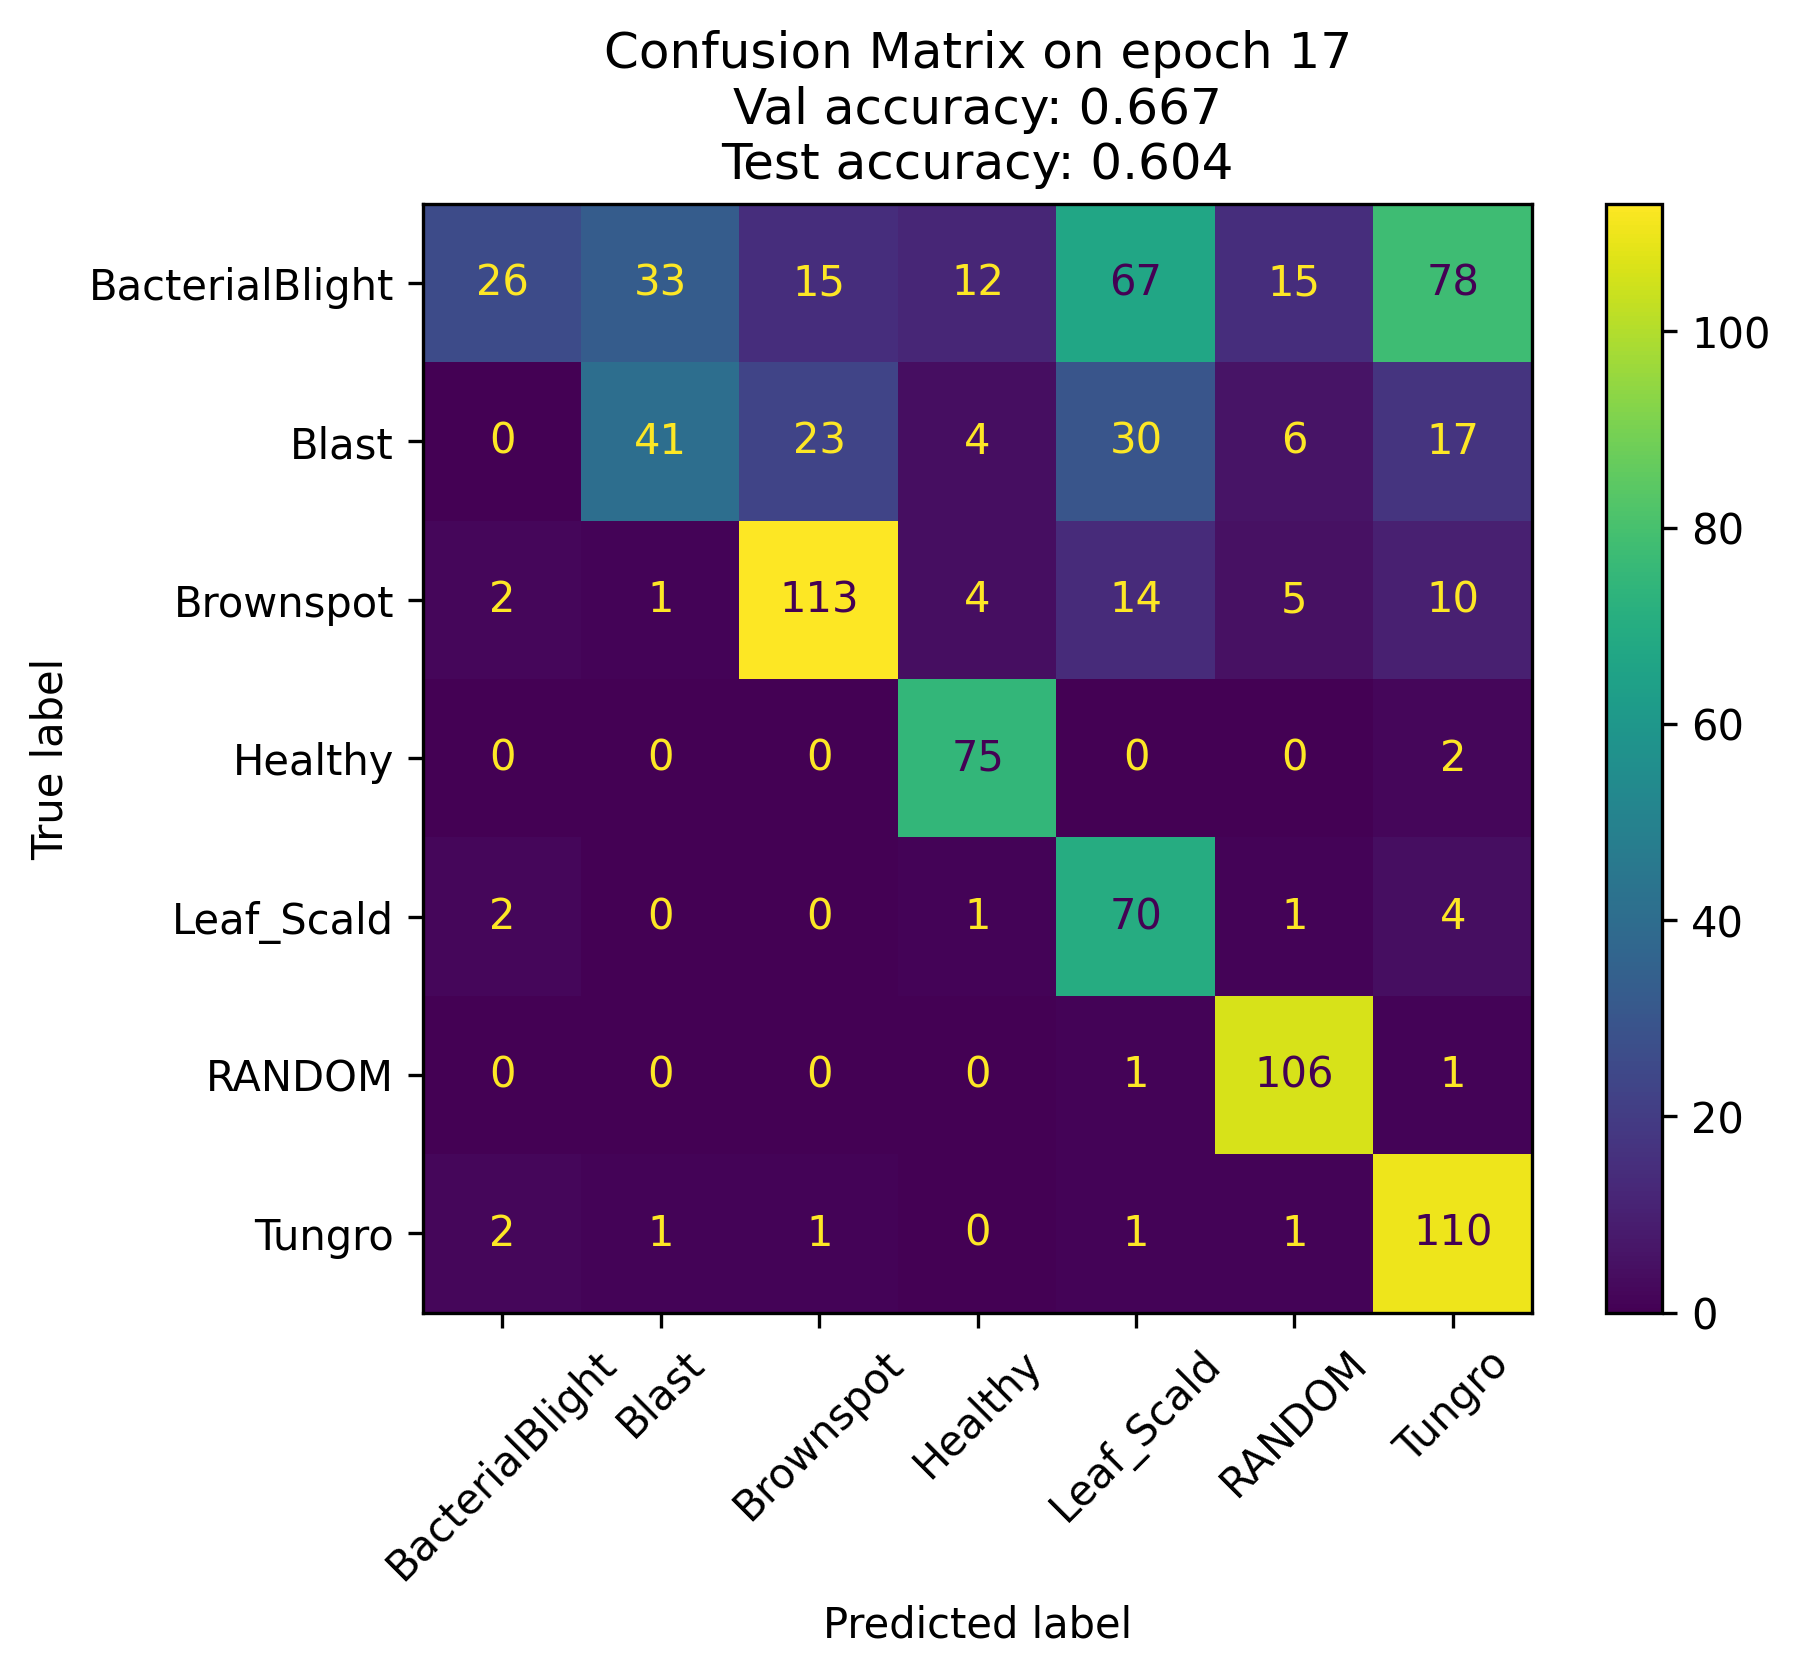 Confusion Matrix on epoch 17
Val accuracy: 0.667
Test accuracy: 0.604
BacterialBlight 26 33 15 12 67 15 78
Blast 0 41 23 4 30 6 17
Brownspot 2 1 113 4 14 5 10
Healthy 0 0 0 75 0 0 2
Leaf_Scald 2 0 0 1 70 1 4
RANDOM 0 0 0 0 1 106 1
Tungro 2 1 1 0 1 1 110
True label
BacterialBlight Blast Brownspot Healthy Leaf_Scald RANDOM Tungro
Predicted label
100
80
60
40
20
0